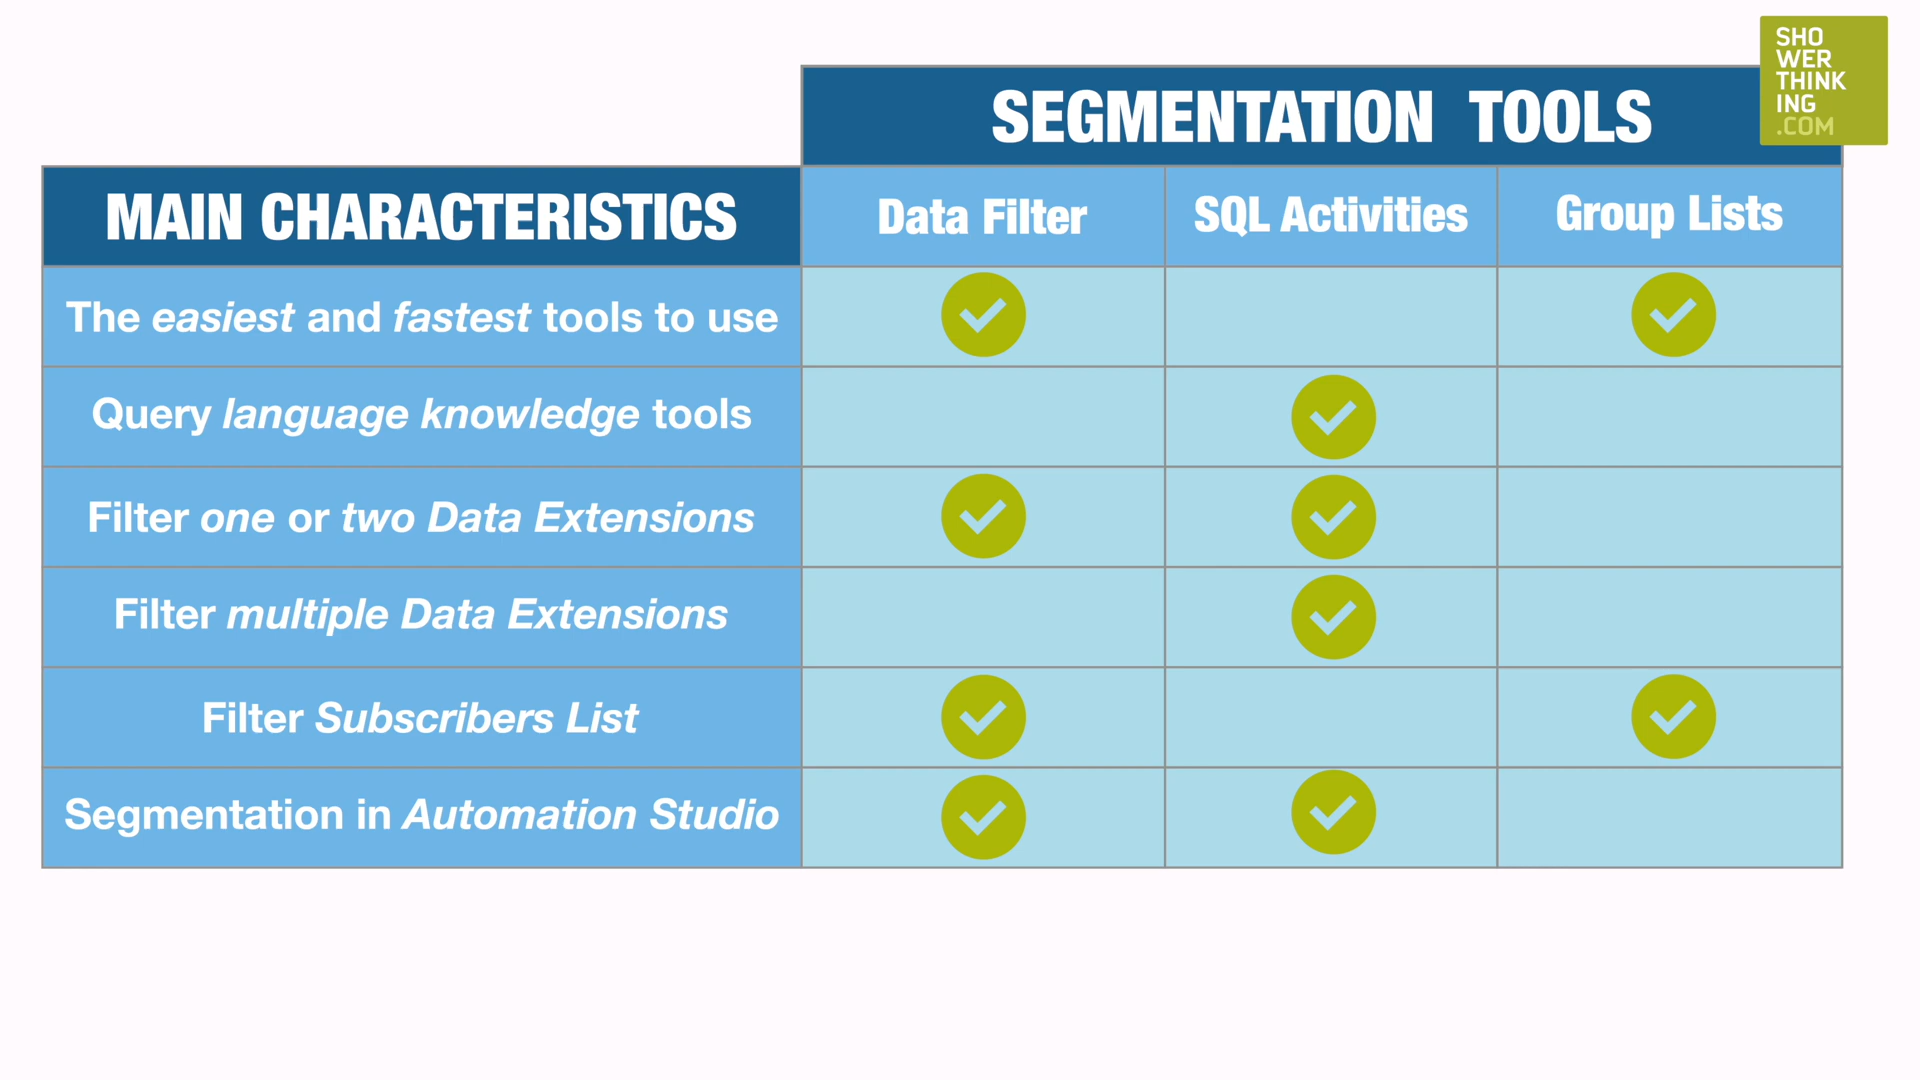 SHO
WER
THINK
ING
.COM
SEGMENTATION TOOLS
MAIN CHARACTERISTICS
Data Filter
SQL Activities
Group Lists
The easiest and fastest tools to use
Query language knowledge tools
Filter one or two Data Extensions
Filter multiple Data Extensions
Filter Subscribers List
Segmentation in Automation Studio